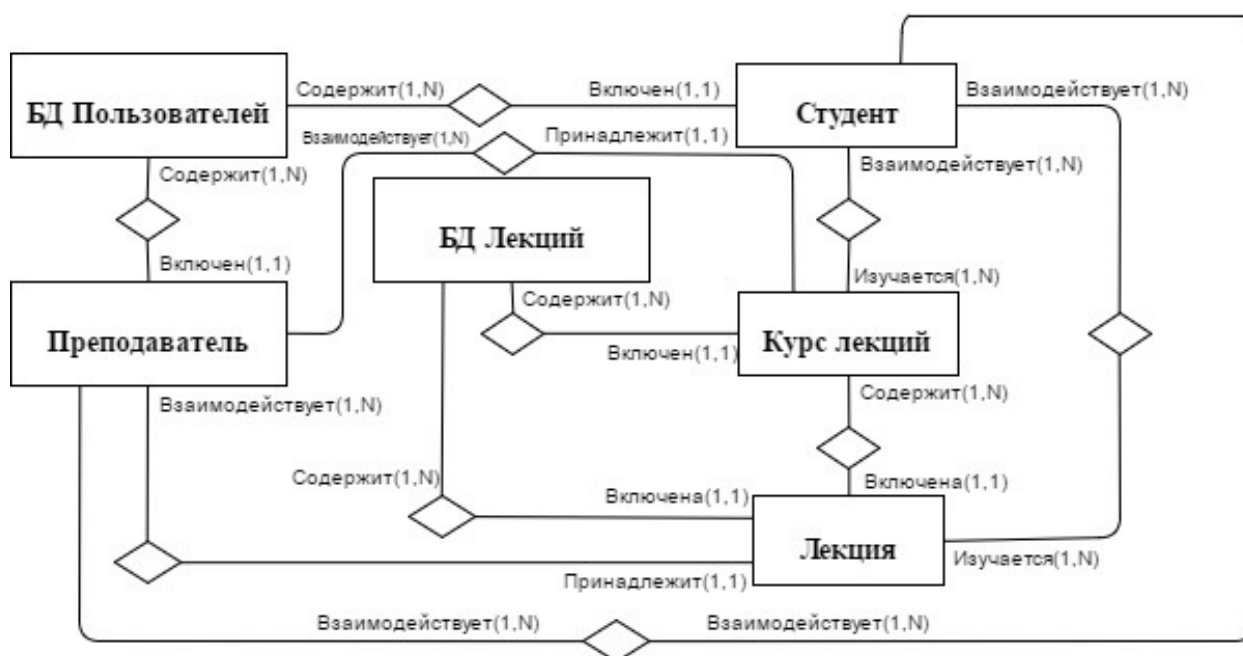 Содержит(1,N)
Включен(1,1)
Студент
Взаимодействует(1,N)
БД Пользователей
Взаимодействует(1,N)
Принадлежит(1,1)
Содержит(1,N)
Взаимодействует(1,N)
БД Лекций
Включен(1,1)
Изучается(1,N)
Содержит(1,N)
Преподаватель
Курс лекций
Включен(1,1)
Содержит(1,N)
Взаимодействует(1,N)
Содержит(1,N)
Включена(1,1)
Включена(1,1)
Лекция
Изучается(1,N)
Принадлежит(1,1)
Взаимодействует(1,N)
Взаимодействует(1,N)